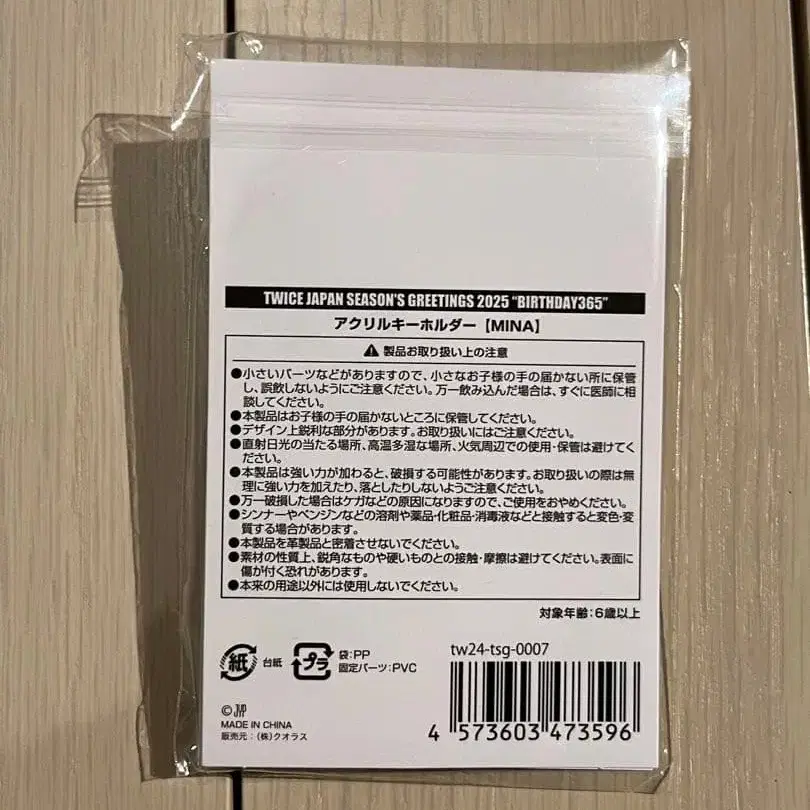 TWICE JAPAN SEASON'S GREETINGS 2025 "BIRTHDAY365"
アクリルキーホルダー【MINA】
⚠ 製品お取り扱い上の注意
●小さいパーツなどがありますので、小さなお子様の手の届かない所に保管
し、誤飲しないようにご注意ください。万一飲み込んだ場合は、すぐに医師に相
談してください。
●本製品はお子様の手の届かないところに保管してください。
●デザイン上鋭利な部分があります。お取り扱いにはご注意ください。
●直射日光の当たる場所、高温多湿な場所、火気周辺での使用・保管は避けてく
ださい。
●本製品は強い力が加わると、破損する可能性があります。お取り扱いの際は無
理に強い力を加えたり、落としたりしないようご注意ください。
●万一破損した場合はケガなどの原因になりますので、ご使用をおやめください。
●シンナーやベンジンなどの溶剤や薬品・化粧品・消毒液などと接触すると変色・変
質する場合があります。
●本製品を革製品と密着させないでください。
●素材の性質上、鋭角なものや硬いものとの接触・摩擦は避けてください。表面に
傷が付く恐れがあります。
●本来の用途以外には使用しないでください。
対象年齢：6歳以上
紙 台紙
プラ 袋：PP
固定パーツ：PVC
tw24-tsg-0007
©JYP
MADE IN CHINA
販売元：(株)クオラス
4 573603 473596